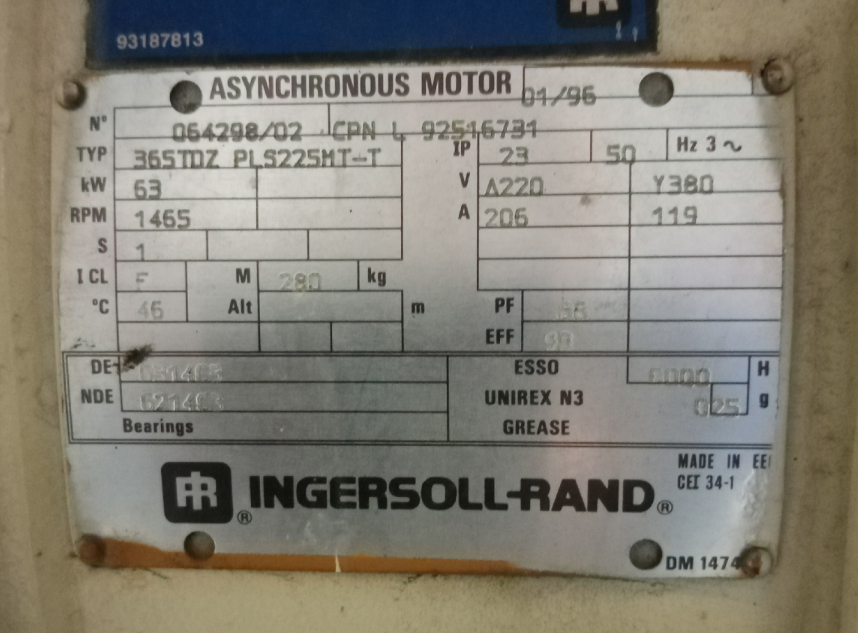 93187813
ASYNCHRONOUS MOTOR 01/96
N° 064298/02 CPN L 92516731
TYP 365TDZ PLS225MT-T IP 23 50 Hz 3 ~
kW 63 V Δ220 Y380
RPM 1465 A 206 119
S 1
I CL F M 280 kg
°C Alt m PF
EFF
DE ESSO H
NDE UNIREX N3 025 g
Bearings GREASE
MADE IN
CEI 34-1
IR ® INGERSOLL-RAND ®
DM 1474